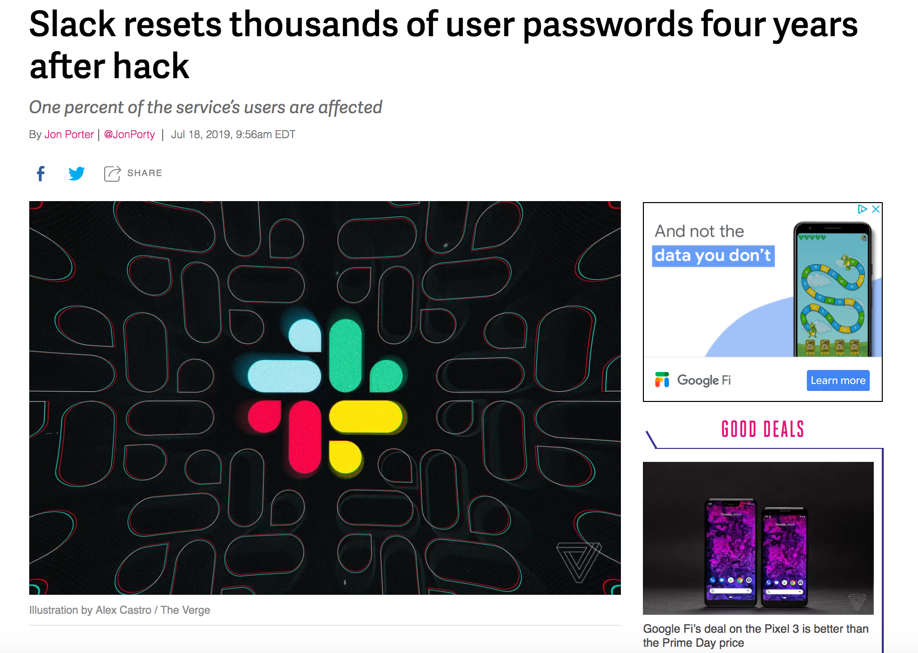 Slack resets thousands of user passwords four years
after hack
One percent of the service's users are affected
By Jon Porter | @JonPorty | Jul 18, 2019, 9:56am EDT
SHARE
And not the
data you don't
Google Fi
Learn more
GOOD DEALS
Illustration by Alex Castro / The Verge
Google Fi's deal on the Pixel 3 is better than
the Prime Day price